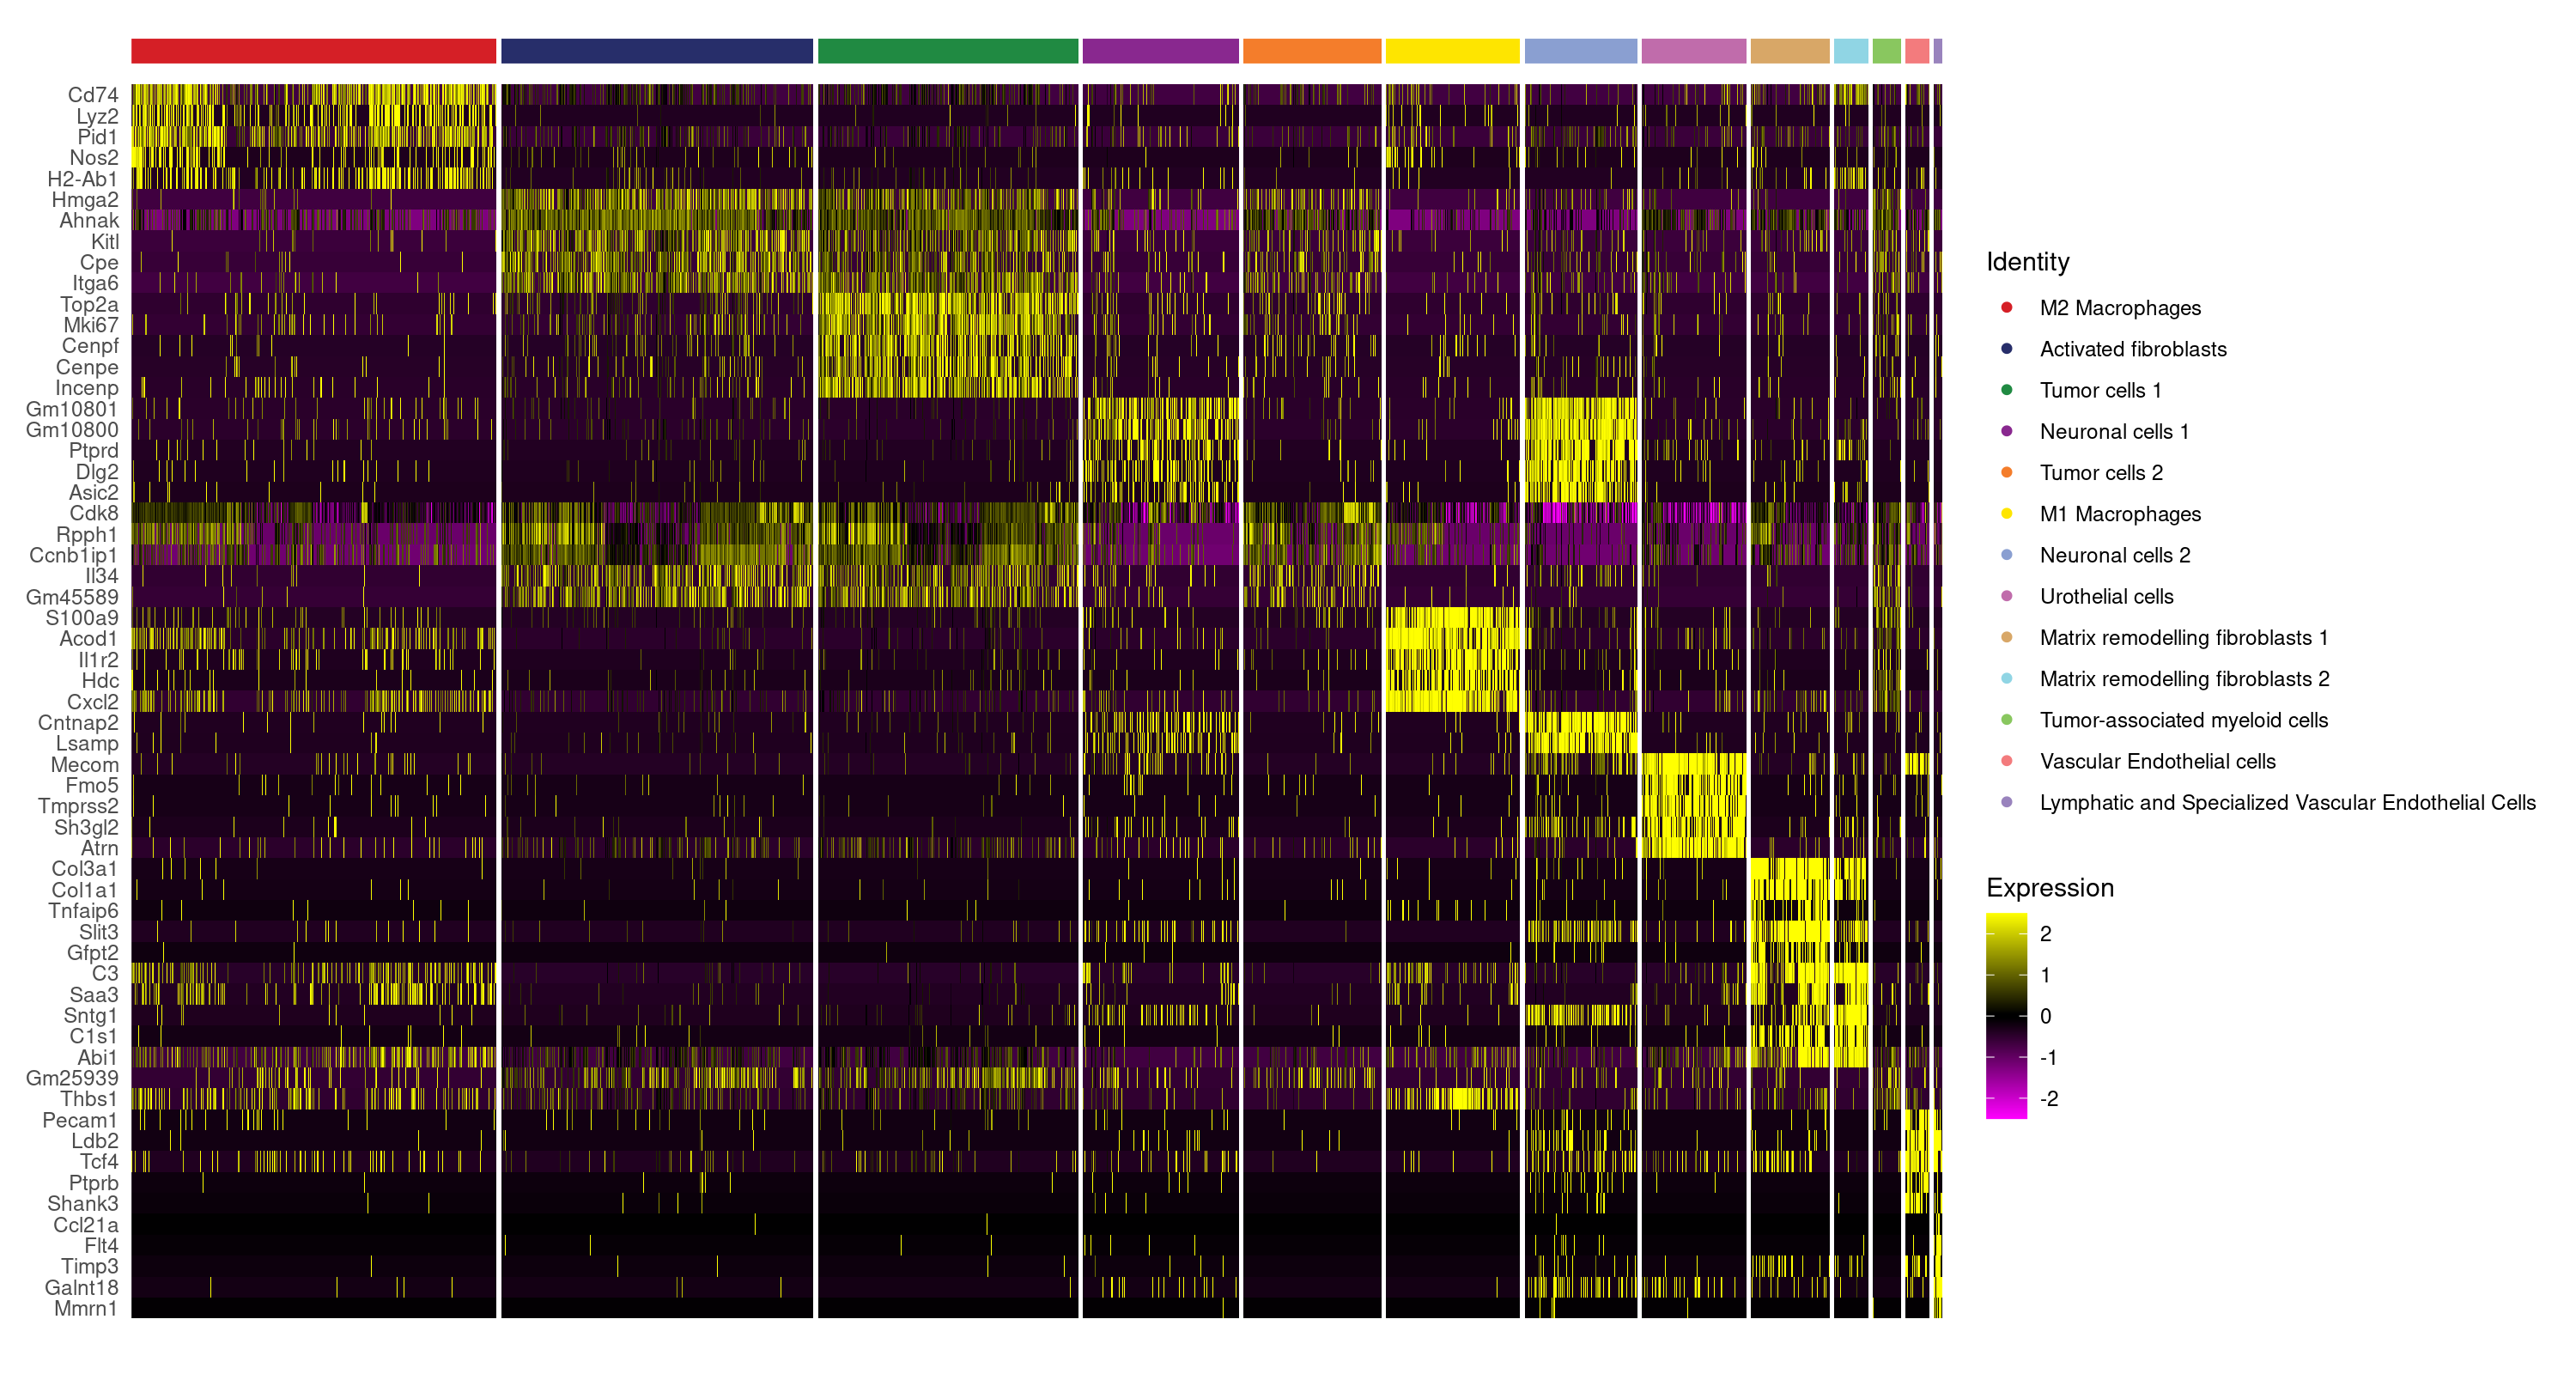 Cd74
Lyz2
Pid1
Nos2
H2-Ab1
Hmga2
Ahnak
Kitl
Cpe
Itga6
Top2a
Mki67
Cenpf
Cenpe
Incenp
Gm10801
Gm10800
Ptprd
Dlg2
Asic2
Cdk8
Rpph1
Ccnb1ip1
Il34
Gm45589
S100a9
Acod1
Il1r2
Hdc
Cxcl2
Cntnap2
Lsamp
Mecom
Fmo5
Tmprss2
Sh3gl2
Atrn
Col3a1
Col1a1
Tnfaip6
Slit3
Gfpt2
C3
Saa3
Sntg1
C1s1
Abi1
Gm25939
Thbs1
Pecam1
Ldb2
Tcf4
Ptprb
Shank3
Ccl21a
Flt4
Timp3
Galnt18
Mmrn1
Identity
M2 Macrophages
Activated fibroblasts
Tumor cells 1
Neuronal cells 1
Tumor cells 2
M1 Macrophages
Neuronal cells 2
Urothelial cells
Matrix remodelling fibroblasts 1
Matrix remodelling fibroblasts 2
Tumor-associated myeloid cells
Vascular Endothelial cells
Lymphatic and Specialized Vascular Endothelial Cells
Expression
2
1
0
-1
-2